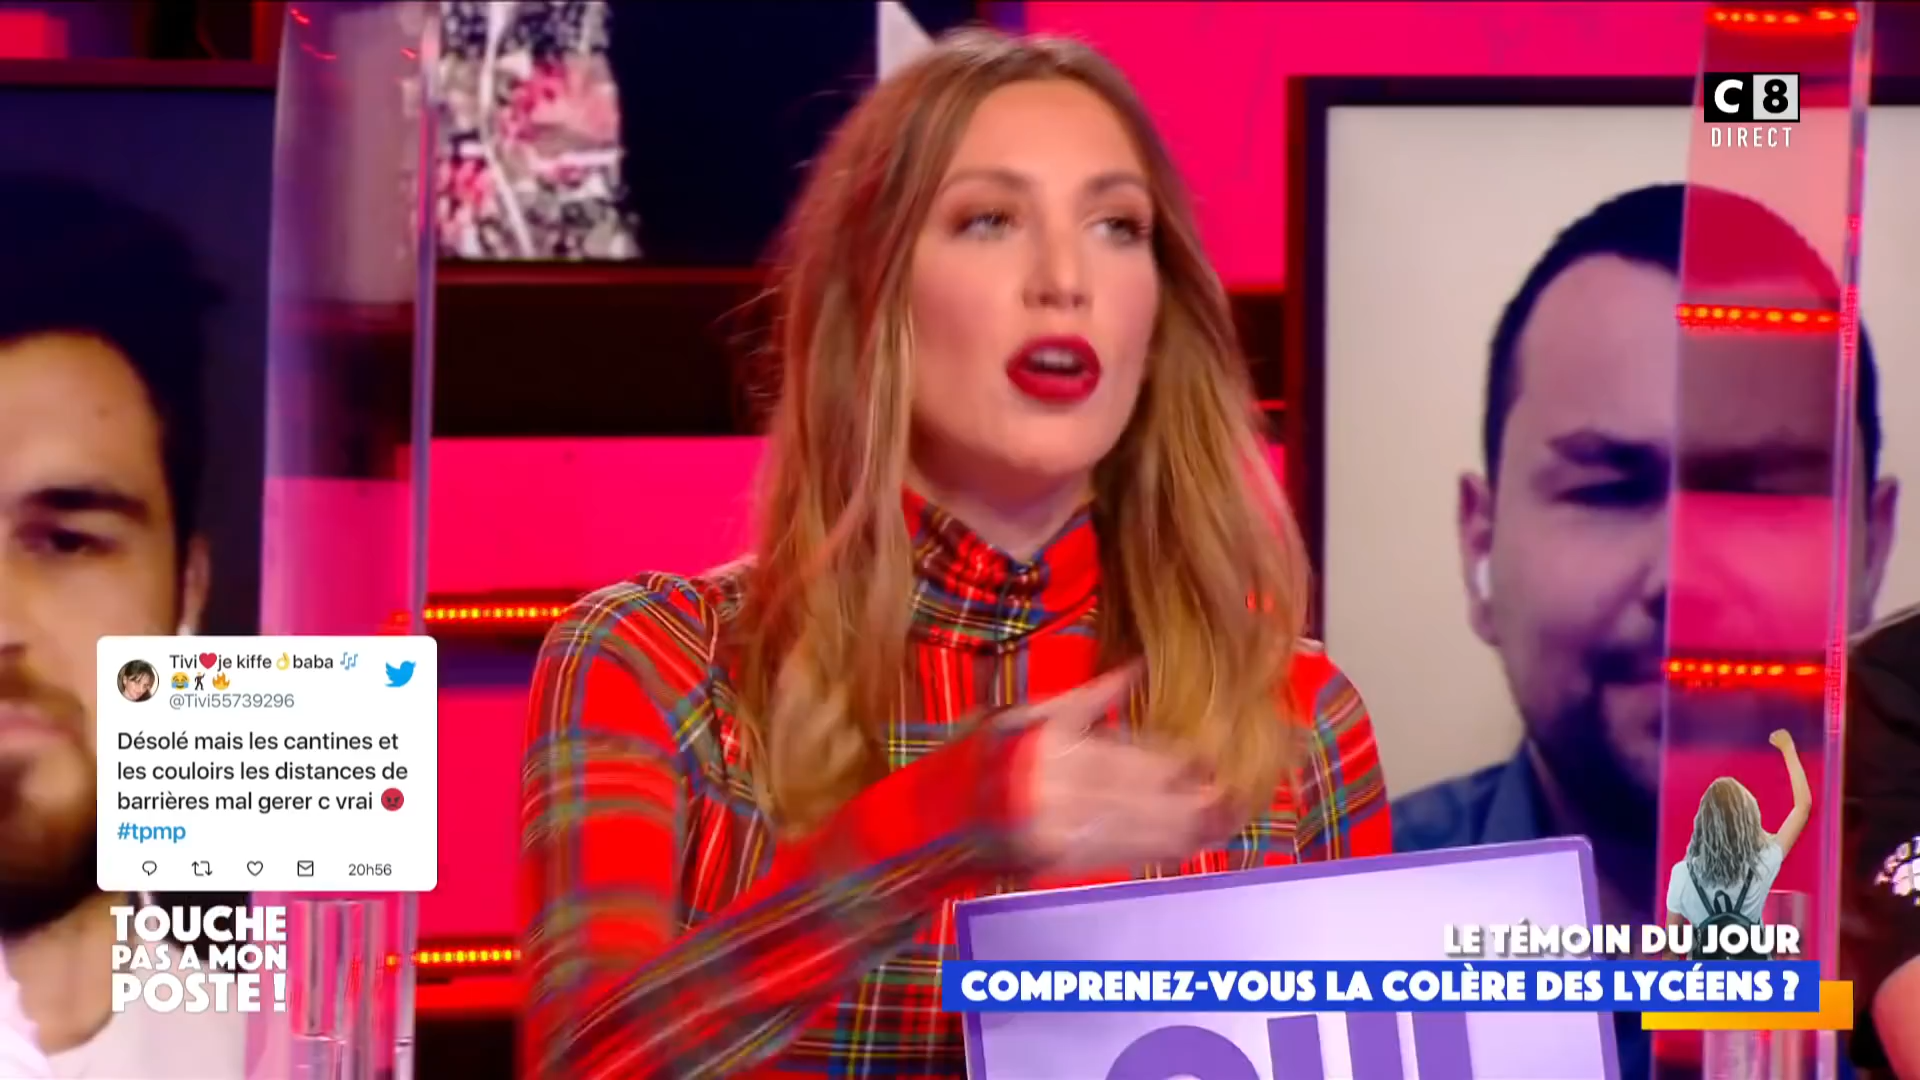 C8
DIRECT
Tivi❤️je kiffe👌baba 🎶
😂🕺🔥
@Tivi55739296
Désolé mais les cantines et
les couloirs les distances de
barrières mal gerer c vrai 😡
#tpmp
20h56
TOUCHE
PAS A MON
POSTE !
LE TÉMOIN DU JOUR
COMPRENEZ-VOUS LA COLÈRE DES LYCÉENS ?
OUI